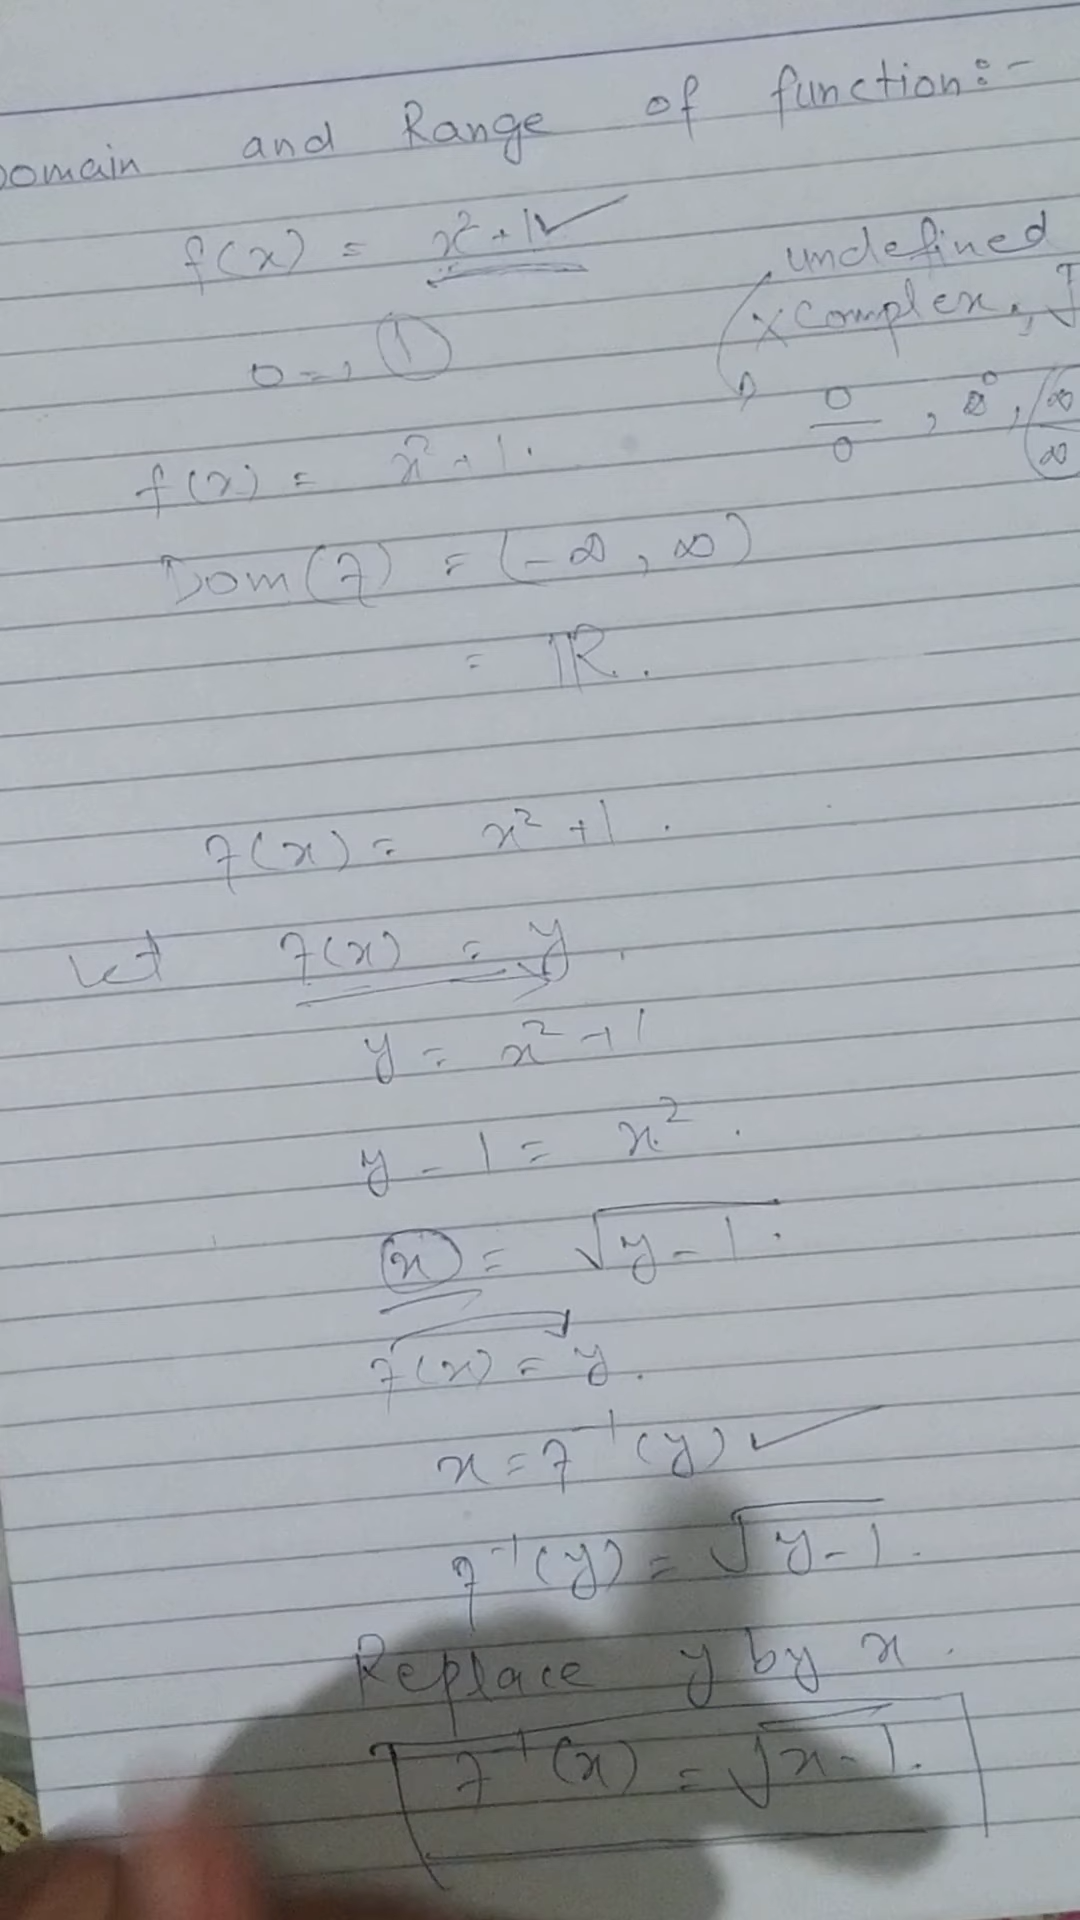 Domain and Range of function:-
f(x) = x² + 1 ✓
undefined
x complex,
0 = , 1
0/0 , 0⁰, ∞/∞
f(x) = x² + 1.
Dom(f) = (-∞, ∞)
= ℝ.
f(x) = x² + 1.
Let f(x) = y.
y = x² + 1
y - 1 = x².
x = √(y - 1).
f(x) = y.
x = f⁻¹(y) ✓
f⁻¹(y) = √(y - 1).
Replace y by x.
f⁻¹(x) = √(x - 1).